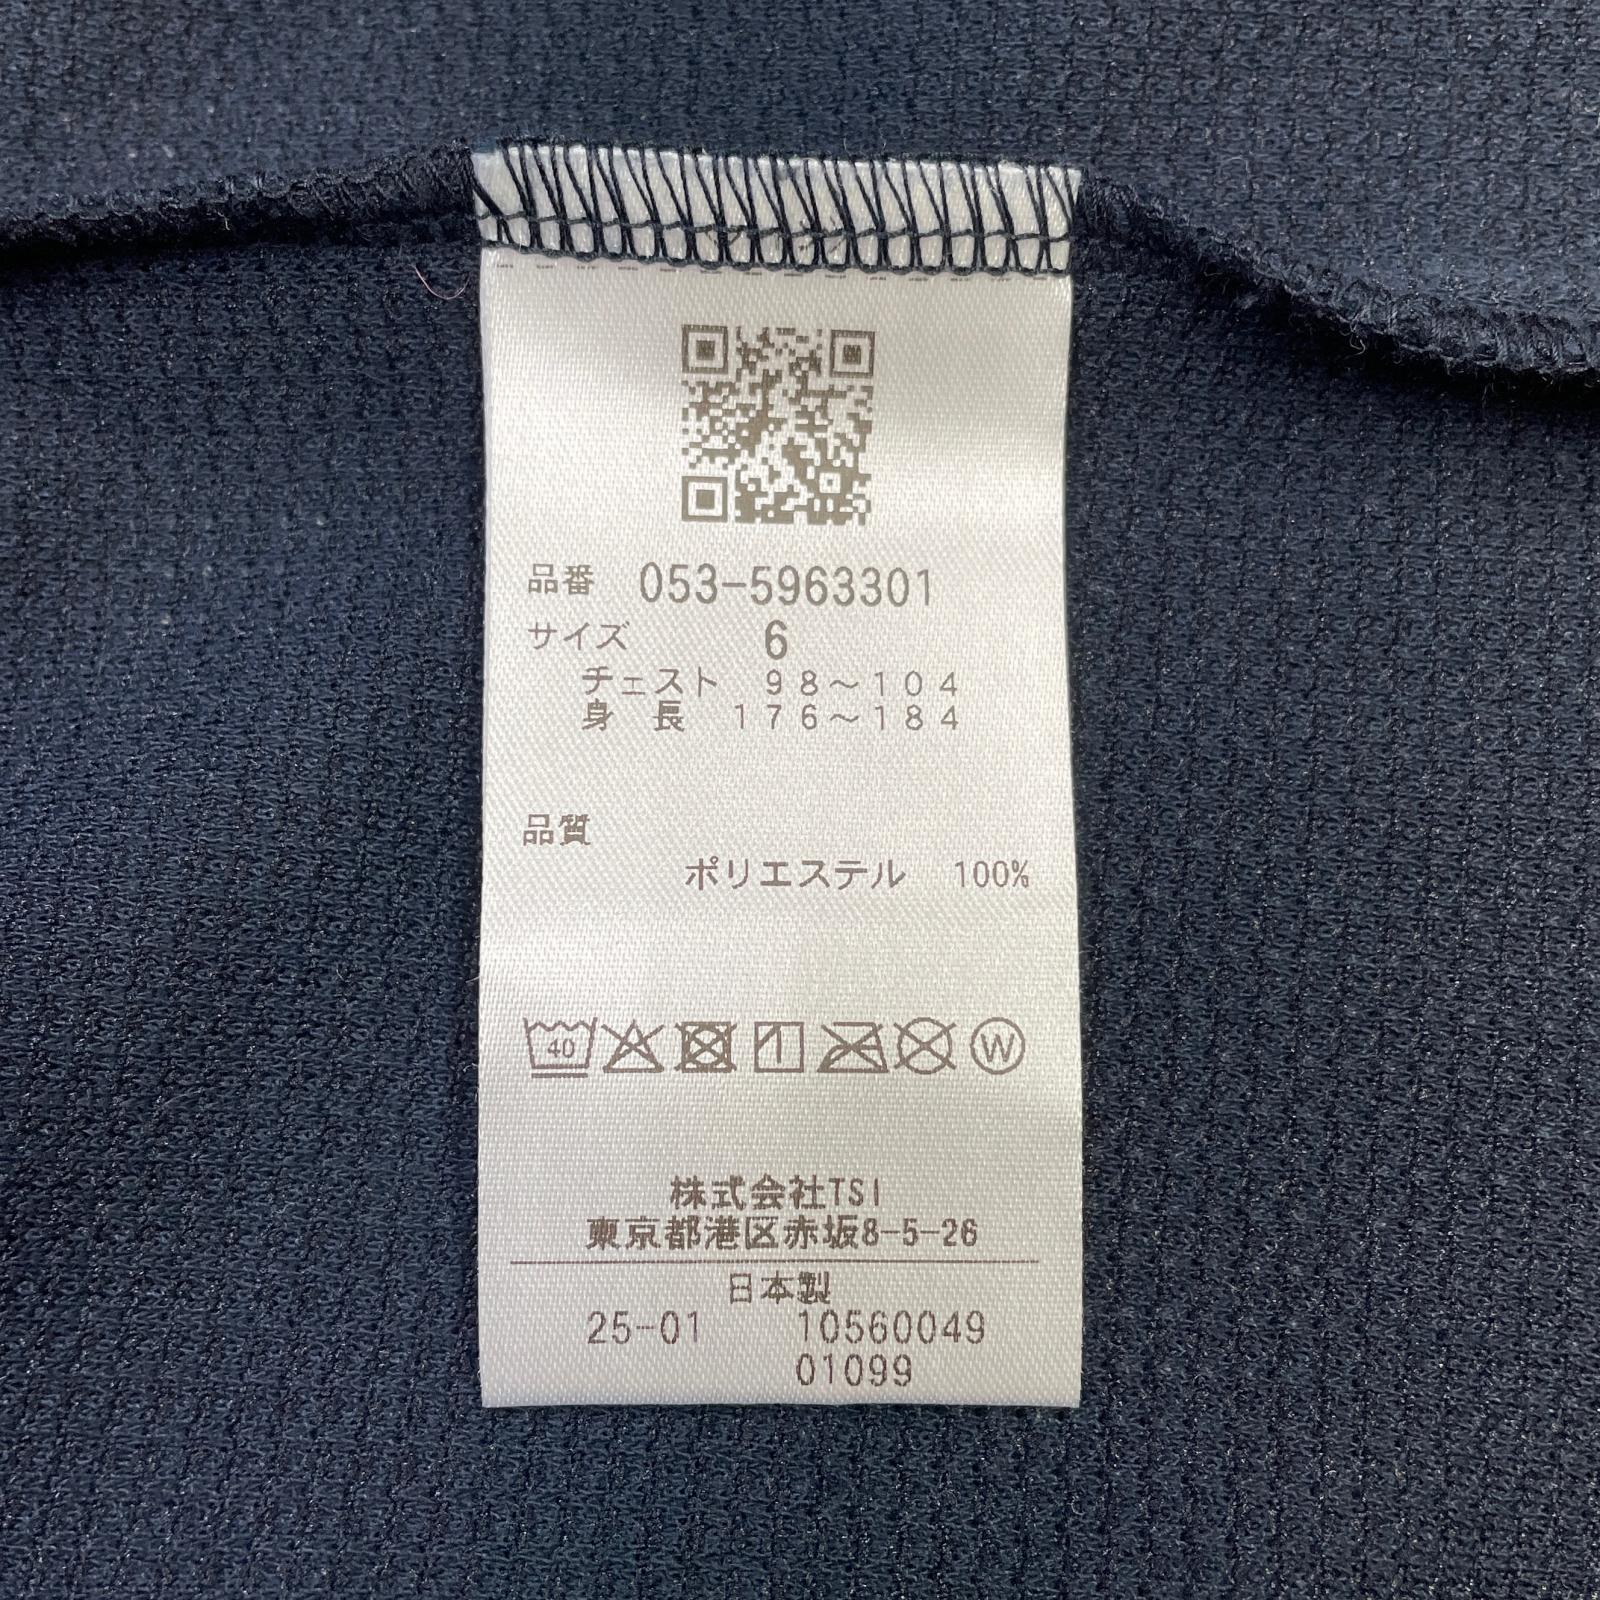 品番 053-5963301
サイズ 6
チェスト 98～104
身 長 176～184
品質
ポリエステル 100%
40 W
株式会社TSI
東京都港区赤坂8-5-26
日本製
25-01 10560049
01099